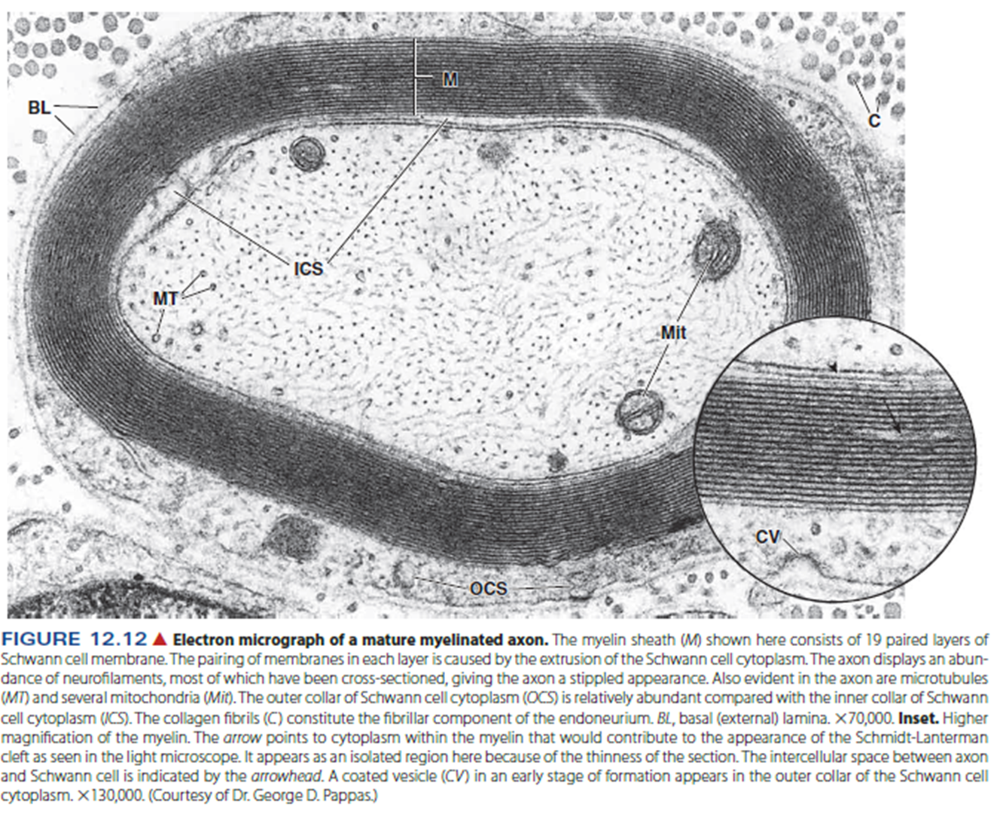 M
BL
C
ICS
MT
Mit
CV
OCS
FIGURE 12.12 ▲ Electron micrograph of a mature myelinated axon. The myelin sheath (M) shown here consists of 19 paired layers of
Schwann cell membrane. The pairing of membranes in each layer is caused by the extrusion of the Schwann cell cytoplasm. The axon displays an abun-
dance of neurofilaments, most of which have been cross-sectioned, giving the axon a stippled appearance. Also evident in the axon are microtubules
(MT) and several mitochondria (Mit). The outer collar of Schwann cell cytoplasm (OCS) is relatively abundant compared with the inner collar of Schwann
cell cytoplasm (ICS). The collagen fibrils (C) constitute the fibrillar component of the endoneurium. BL, basal (external) lamina. ×70,000. Inset. Higher
magnification of the myelin. The arrow points to cytoplasm within the myelin that would contribute to the appearance of the Schmidt-Lanterman
cleft as seen in the light microscope. It appears as an isolated region here because of the thinness of the section. The intercellular space between axon
and Schwann cell is indicated by the arrowhead. A coated vesicle (CV) in an early stage of formation appears in the outer collar of the Schwann cell
cytoplasm. ×130,000. (Courtesy of Dr. George D. Pappas.)